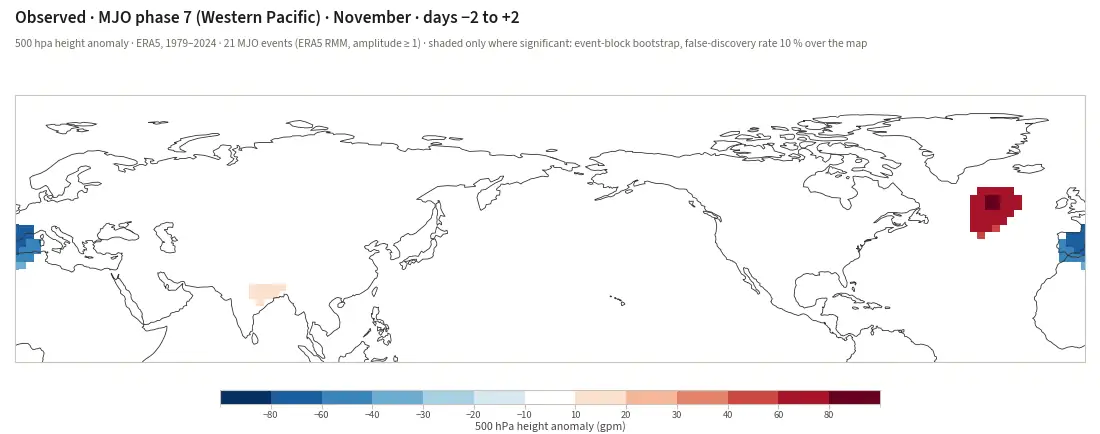 Observed · MJO phase 7 (Western Pacific) · November · days −2 to +2
500 hpa height anomaly · ERA5, 1979–2024 · 21 MJO events (ERA5 RMM, amplitude ≥ 1) · shaded only where significant: event-block bootstrap, false-discovery rate 10 % over the map
−80 −60 −40 −30 −20 −10 10 20 30 40 60 80
500 hPa height anomaly (gpm)